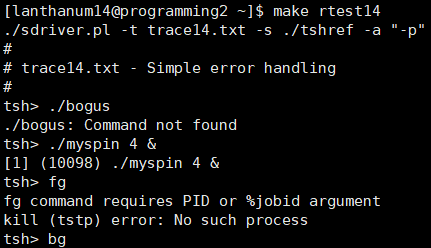 [lanthanum14@programming2 ~]$ make rtest14
./sdriver.pl -t trace14.txt -s ./tshref -a "-p"
#
# trace14.txt - Simple error handling
#
tsh> ./bogus
./bogus: Command not found
tsh> ./myspin 4 &
[1] (10098) ./myspin 4 &
tsh> fg
fg command requires PID or %jobid argument
kill (tstp) error: No such process
tsh> bg